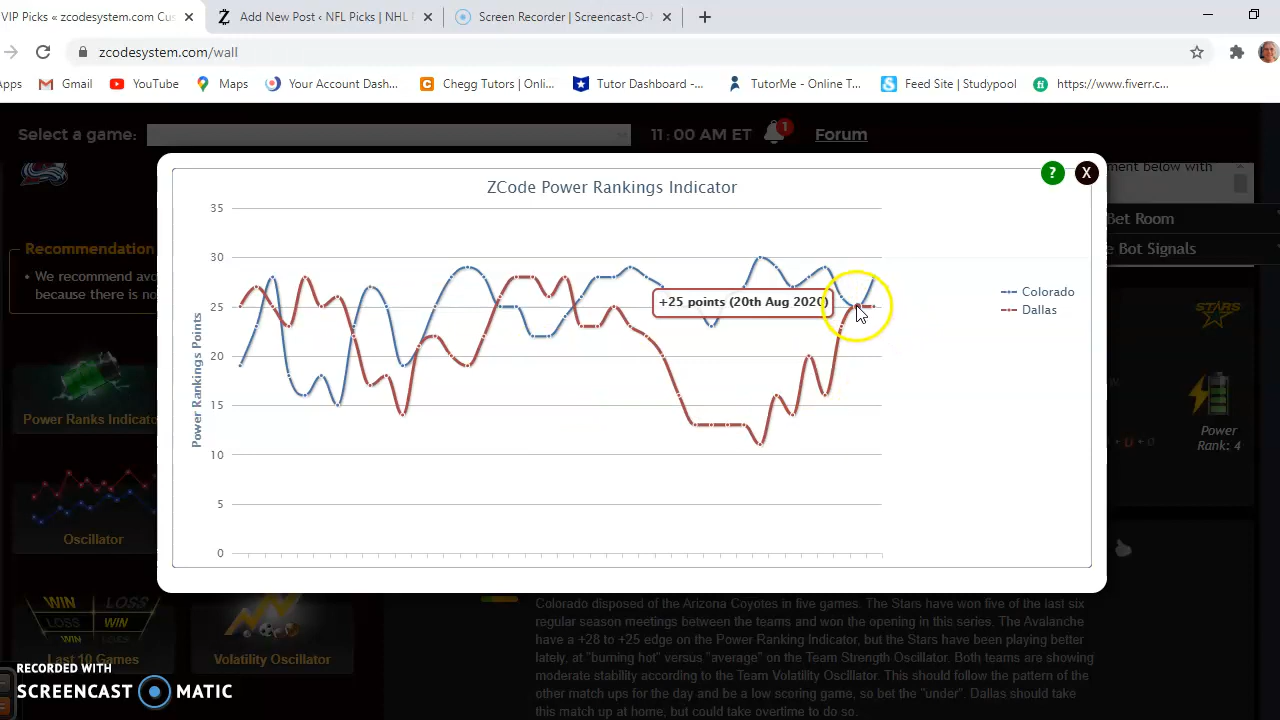 VIP Picks « zcodesystem.com Cus
Add New Post ‹ NFL Picks | NHL
Screen Recorder | Screencast-O-
zcodesystem.com/wall
pps
Gmail
YouTube
Maps
Your Account Dash...
Chegg Tutors | Onli...
Tutor Dashboard -...
TutorMe - Online T...
Feed Site | Studypool
https://www.fiverr.c...
Select a game:
11:00 AM ET
1
Forum
ment below with
Bet Room
e Bot Signals
Recommendation
• We recommend avo
because there is no
Power Ranks Indicato
Oscillator
WIN LOSS
LOSS WIN
WIN
Last 10 Games
Volatility Oscillator
STARS
Power
Rank: 4
? X
ZCode Power Rankings Indicator
Power Rankings Points
35
30
25
20
15
10
5
0
+25 points (20th Aug 2020)
Colorado
Dallas
Colorado disposed of the Arizona Coyotes in five games. The Stars have won five of the last six
regular season meetings between the teams and won the opening in this series. The Avalanche
have a +28 to +25 edge on the Power Ranking Indicator, but the Stars have been playing better
lately, at "burning hot" versus "average" on the Team Strength Oscillator. Both teams are showing
moderate stability according to the Team Volatility Oscillator. This should follow the pattern of the
other match ups for the day and be a low scoring game, so bet the "under". Dallas should take
this match up at home, but could take overtime to do so.
RECORDED WITH
SCREENCAST MATIC